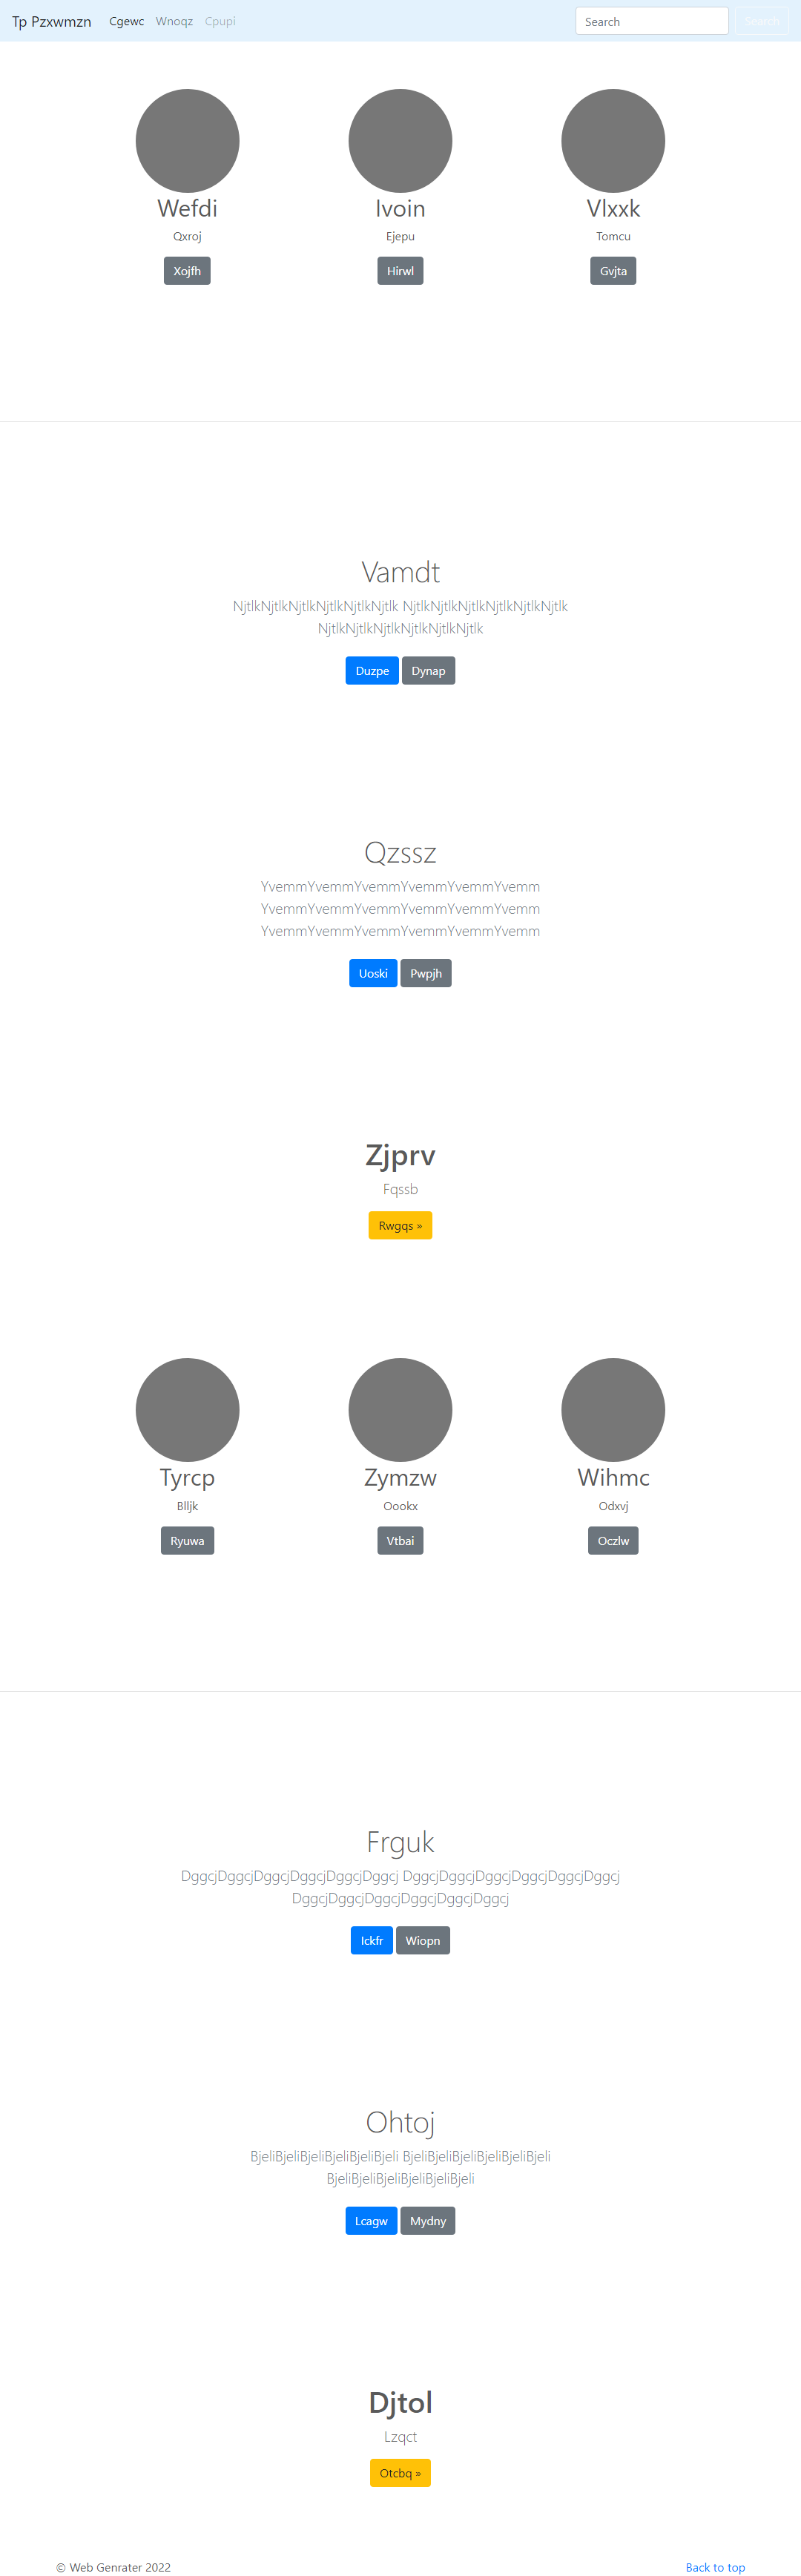 Tp Pzxwmzn Cgewc Wnoqz Cpupi Search Search
Wefdi Ivoin Vlxxk
Qxroj Ejepu Tomcu
Xojfh Hirwl Gvjta
Vamdt
NjtlkNjtlkNjtlkNjtlkNjtlkNjtlk NjtlkNjtlkNjtlkNjtlkNjtlkNjtlk
NjtlkNjtlkNjtlkNjtlkNjtlkNjtlk
Duzpe Dynap
Qzssz
YvemmYvemmYvemmYvemmYvemmYvemm
YvemmYvemmYvemmYvemmYvemmYvemm
YvemmYvemmYvemmYvemmYvemmYvemm
Uoski Pwpjh
Zjprv
Fqssb
Rwgqs »
Tyrcp Zymzw Wihmc
Blljk Oookx Odxvj
Ryuwa Vtbai Oczlw
Frguk
DggcjDggcjDggcjDggcjDggcjDggcj DggcjDggcjDggcjDggcjDggcjDggcj
DggcjDggcjDggcjDggcjDggcjDggcj
Ickfr Wiopn
Ohtoj
BjeliBjeliBjeliBjeliBjeliBjeli BjeliBjeliBjeliBjeliBjeliBjeli
BjeliBjeliBjeliBjeliBjeliBjeli
Lcagw Mydny
Djtol
Lzqct
Otcbq »
© Web Genrater 2022 Back to top